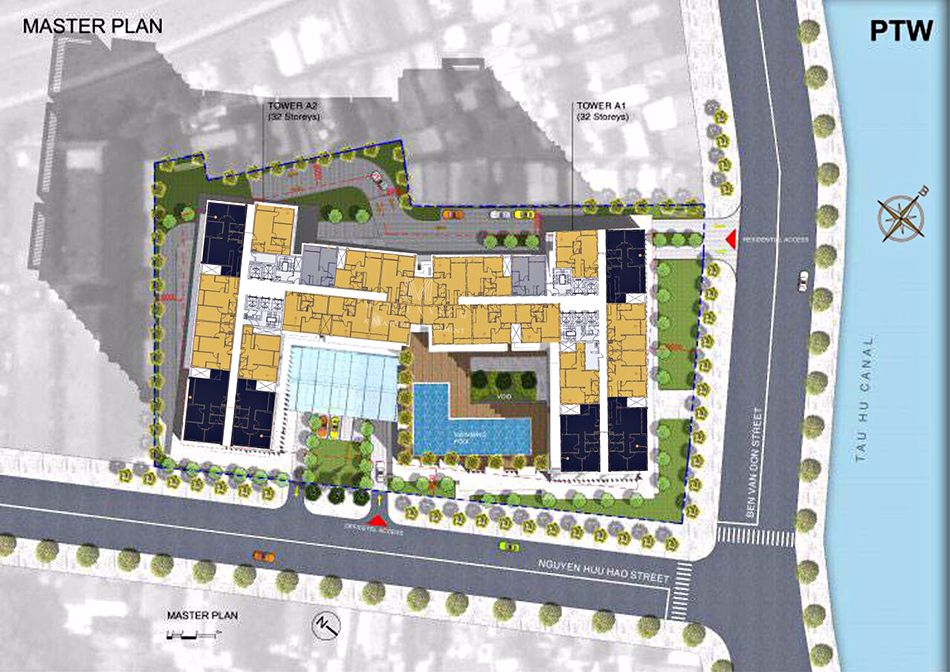 MASTER PLAN
PTW
TOWER A2
(32 Storeys)
TOWER A1
(32 Storeys)
RESIDENTIAL ACCESS
TAU HU CANAL
BEN VAN DON STREET
VOID
SWIMMING
POOL
NGUYEN HUU HAO STREET
MASTER PLAN
N